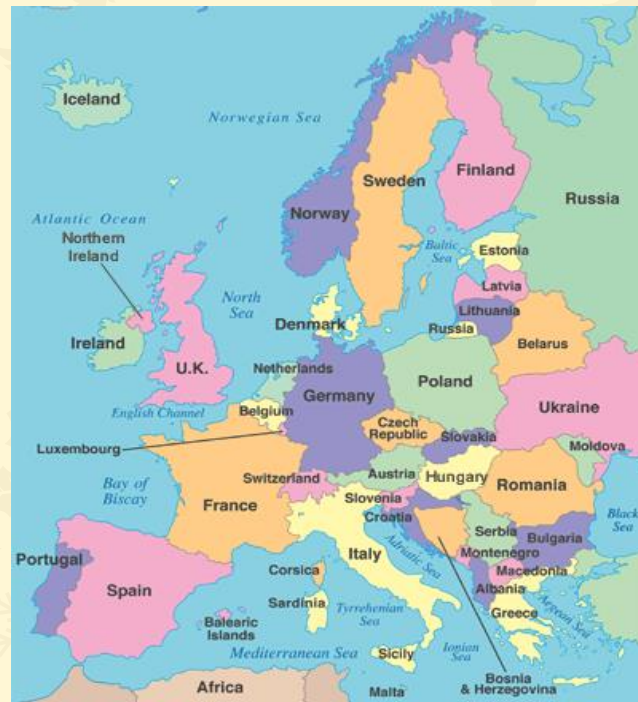 Iceland
Norwegian Sea
Finland
Sweden
Russia
Norway
Atlantic Ocean
Northern
Ireland
Baltic
Sea
Estonia
Latvia
North
Sea
Lithuania
Denmark
Russia
Ireland
Belarus
U.K.
Netherlands
Poland
Germany
Ukraine
English Channel
Belgium
Czech
Republic
Slovakia
Luxembourg
Moldova
Bay of
Biscay
Switzerland
Austria
Hungary
France
Slovenia
Romania
Croatia
Serbia
Black
Sea
Bulgaria
Italy
Adriatic Sea
Montenegro
Portugal
Corsica
Macedonia
Spain
Albania
Sardinia
Tyrrehenian
Sea
Greece
Aegean Sea
Balearic
Islands
Mediterranean Sea
Sicily
Ionian
Sea
Africa
Malta
Bosnia
& Herzegovina